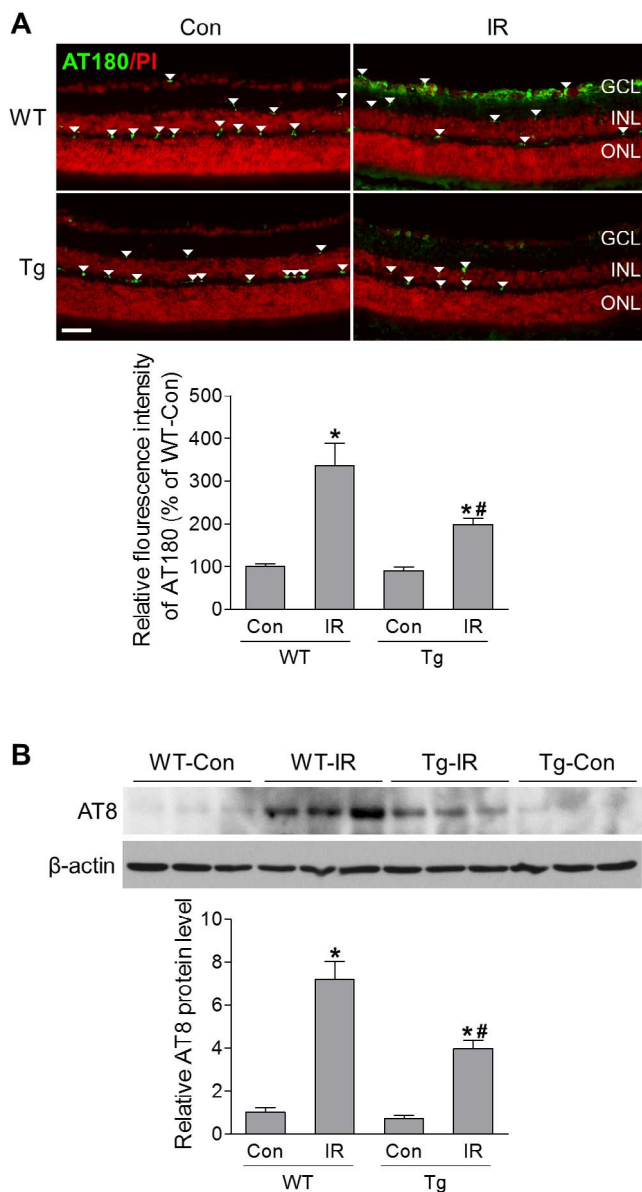 A
Con
IR
AT180/PI
WT
GCL
INL
ONL
Tg
GCL
INL
ONL
Relative flourescence intensity
of AT180 (% of WT-Con)
500
400
300
200
100
0
*
*#
Con
IR
Con
IR
WT
Tg
B
WT-Con
WT-IR
Tg-IR
Tg-Con
AT8
β-actin
Relative AT8 protein level
10
8
6
4
2
0
*
*#
Con
IR
Con
IR
WT
Tg